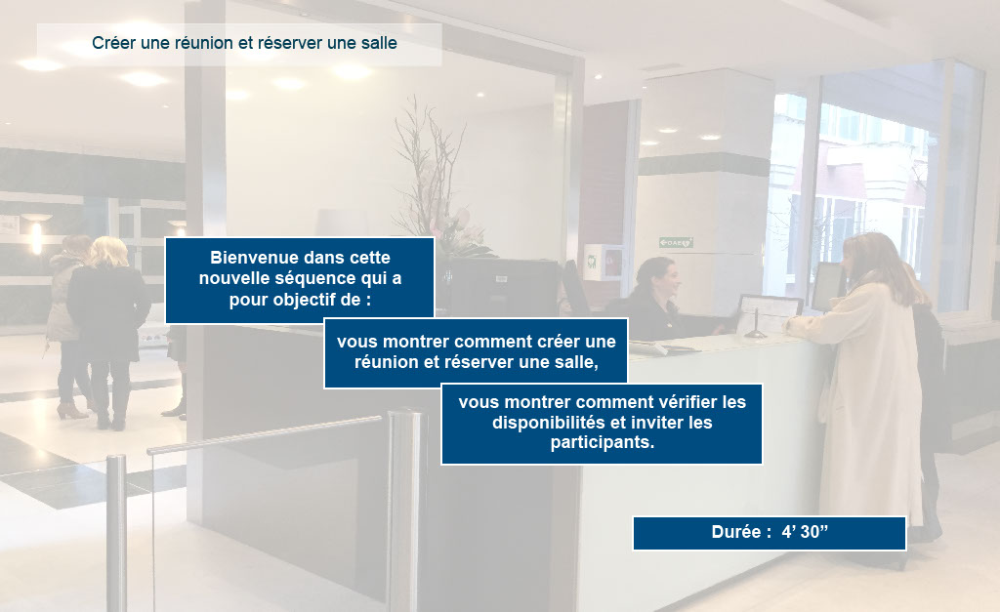 Créer une réunion et réserver une salle
Bienvenue dans cette
nouvelle séquence qui a
pour objectif de :
vous montrer comment créer une
réunion et réserver une salle,
vous montrer comment vérifier les
disponibilités et inviter les
participants.
Durée :  4’ 30”